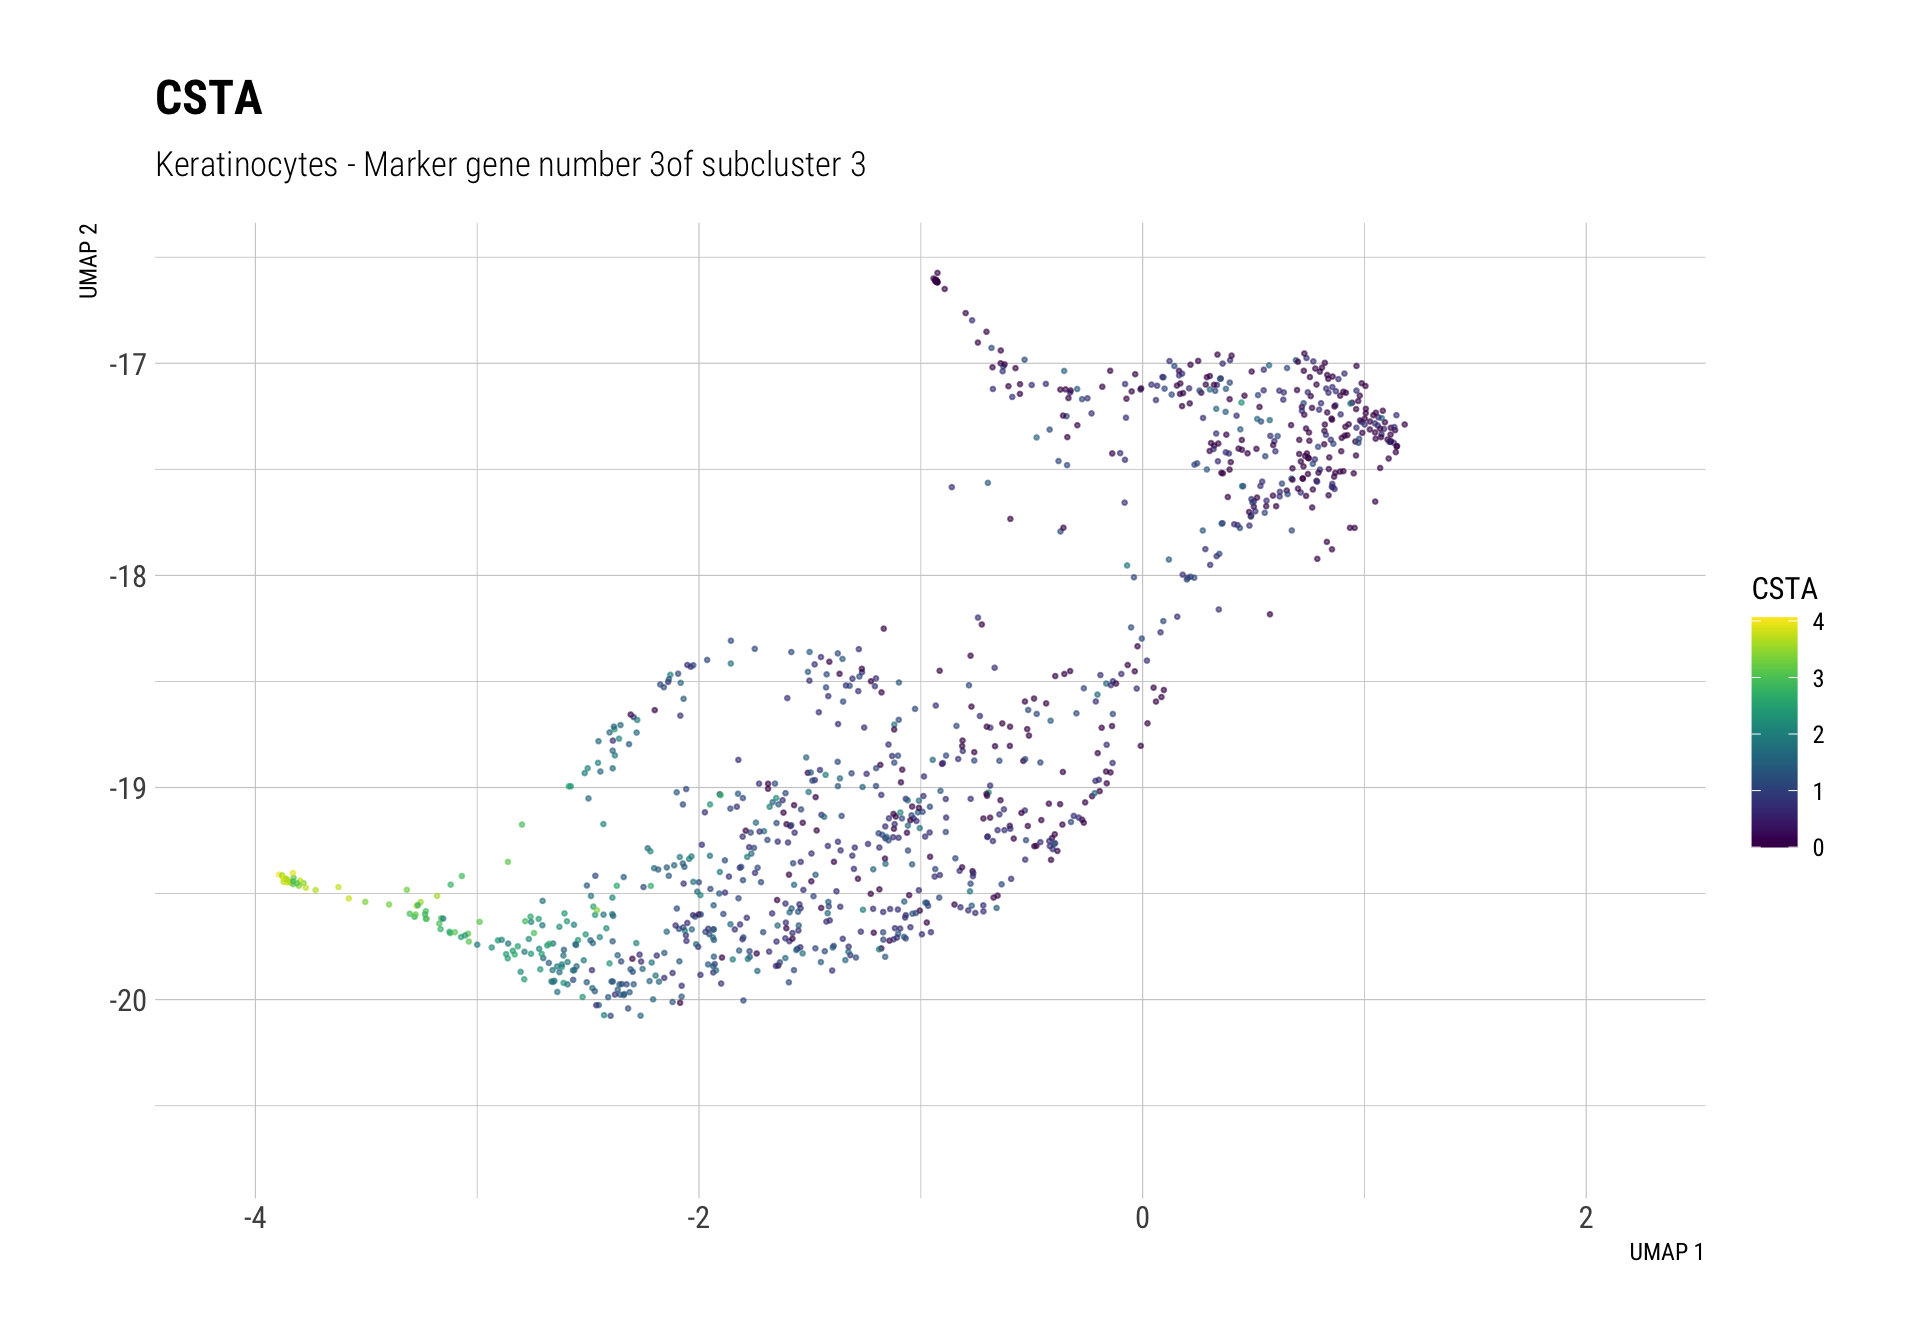 CSTA
Keratinocytes - Marker gene number 3of subcluster 3
UMAP 2
-17
-18
-19
-20
-4
-2
0
2
UMAP 1
CSTA
4
3
2
1
0